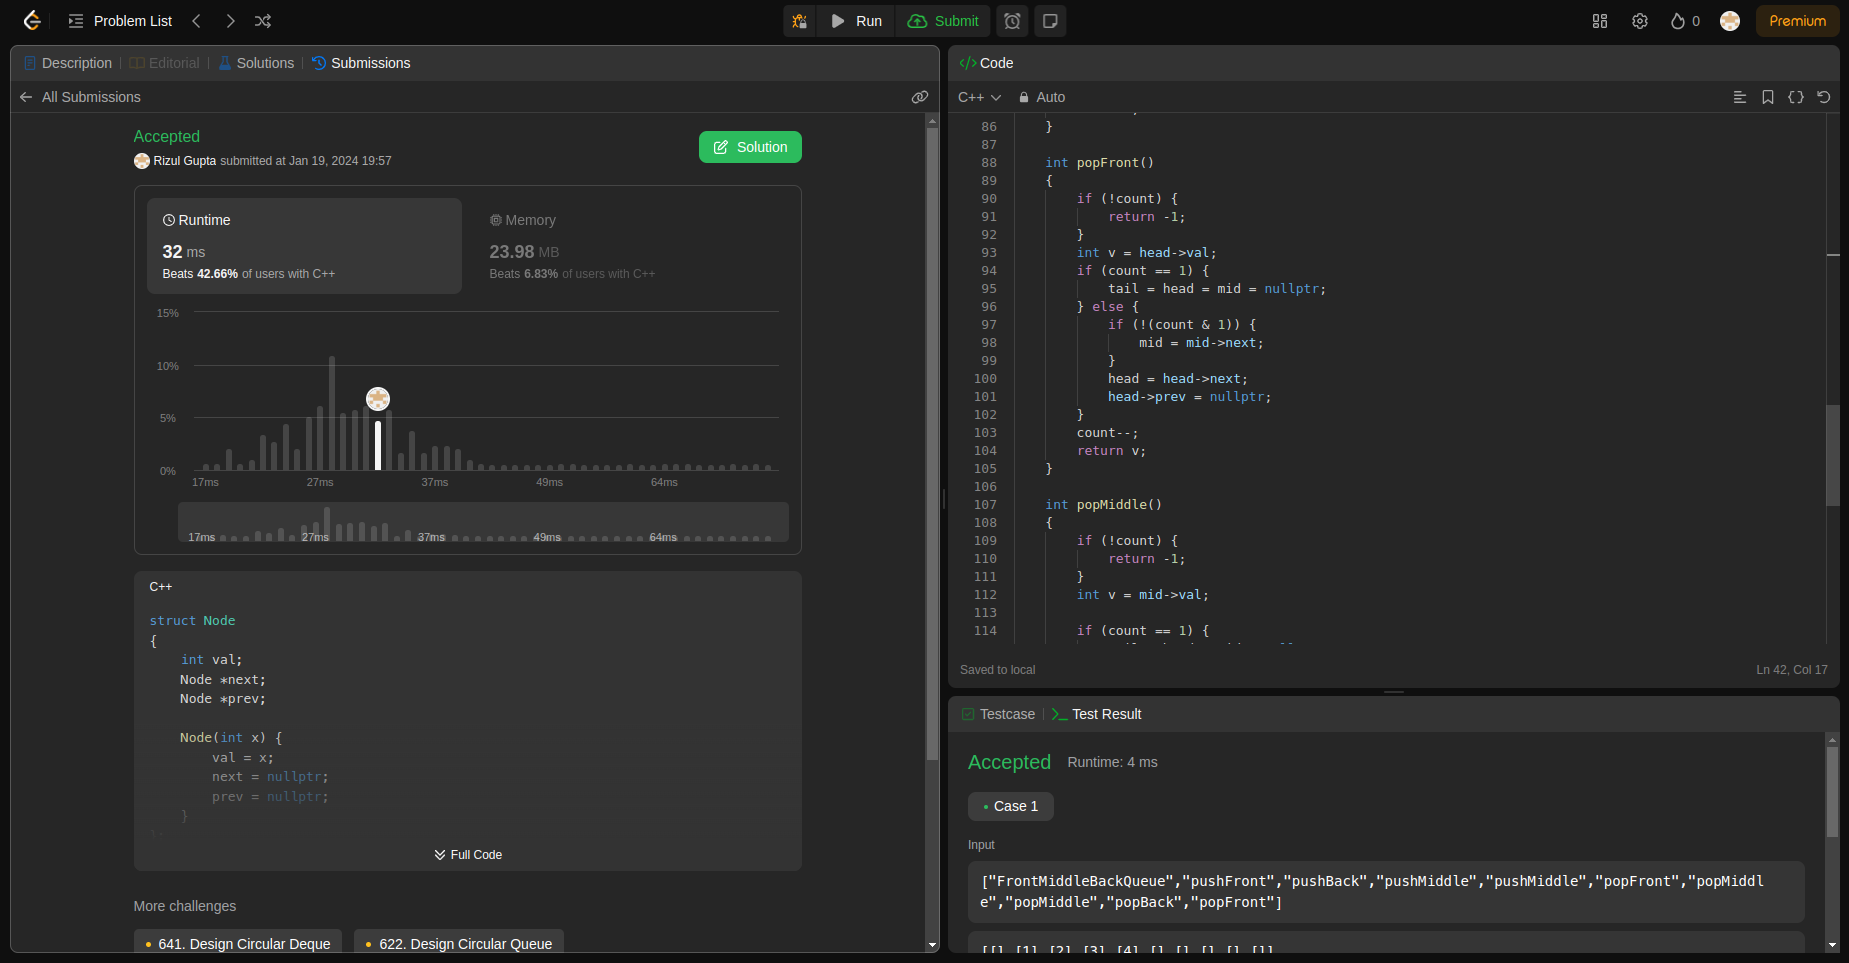 Problem List
Run
Submit
0
Premium
Description | Editorial | Solutions | Submissions
All Submissions
Accepted
Rizul Gupta submitted at Jan 19, 2024 19:57
Solution
Runtime
32 ms
Beats 42.66% of users with C++
Memory
23.98 MB
Beats 6.83% of users with C++
15%
10%
5%
0%
17ms 27ms 37ms 49ms 64ms
17ms 27ms 37ms 49ms 64ms
C++
struct Node
{
    int val;
    Node *next;
    Node *prev;

    Node(int x) {
        val = x;
        next = nullptr;
        prev = nullptr;
    }
Full Code
More challenges
641. Design Circular Deque
622. Design Circular Queue
</> Code
C++ Auto
86     }
87
88     int popFront()
89     {
90         if (!count) {
91             return -1;
92         }
93         int v = head->val;
94         if (count == 1) {
95             tail = head = mid = nullptr;
96         } else {
97             if (!(count & 1)) {
98                 mid = mid->next;
99             }
100             head = head->next;
101             head->prev = nullptr;
102         }
103         count--;
104         return v;
105     }
106
107     int popMiddle()
108     {
109         if (!count) {
110             return -1;
111         }
112         int v = mid->val;
113
114         if (count == 1) {
Saved to local
Ln 42, Col 17
Testcase | Test Result
Accepted Runtime: 4 ms
Case 1
Input
["FrontMiddleBackQueue","pushFront","pushBack","pushMiddle","pushMiddle","popFront","popMiddl
e","popMiddle","popBack","popFront"]
[[],[1],[2],[3],[4],[],[],[],[],[]]